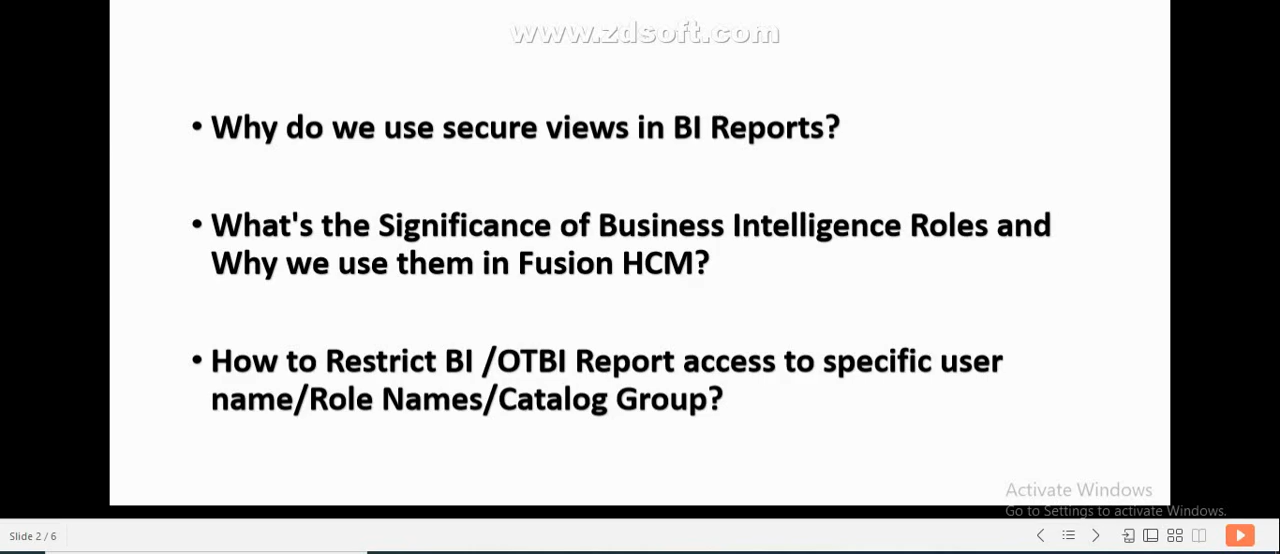 www.zdsoft.com
• Why do we use secure views in BI Reports?
• What's the Significance of Business Intelligence Roles and
Why we use them in Fusion HCM?
• How to Restrict BI /OTBI Report access to specific user
name/Role Names/Catalog Group?
Activate Windows
Go to Settings to activate Windows.
Slide 2 / 6